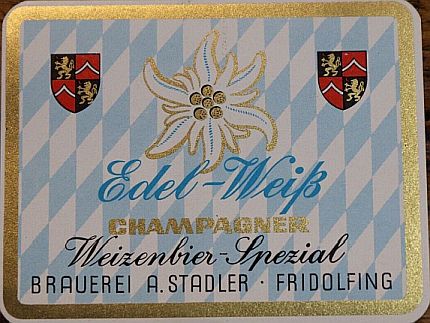 Edel-Weiß
CHAMPAGNER
Weizenbier-Spezial
BRAUEREI A. STADLER · FRIDOLFING